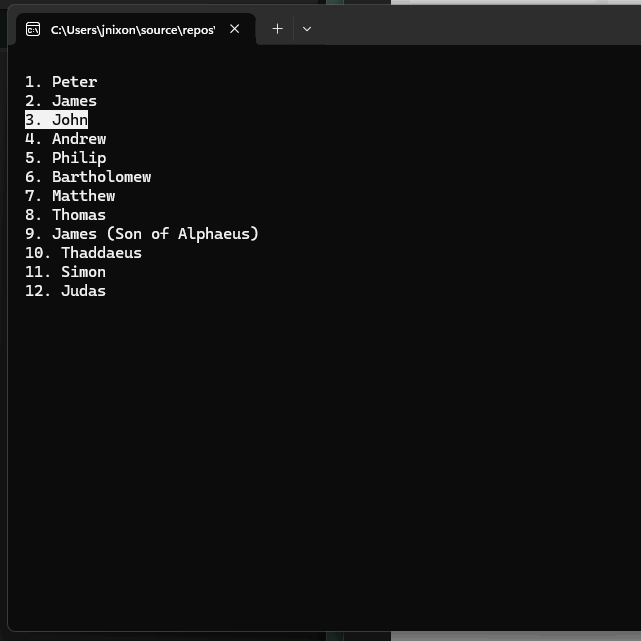 C:\Users\jnixon\source\repos\
1. Peter
2. James
3. John
4. Andrew
5. Philip
6. Bartholomew
7. Matthew
8. Thomas
9. James (Son of Alphaeus)
10. Thaddaeus
11. Simon
12. Judas